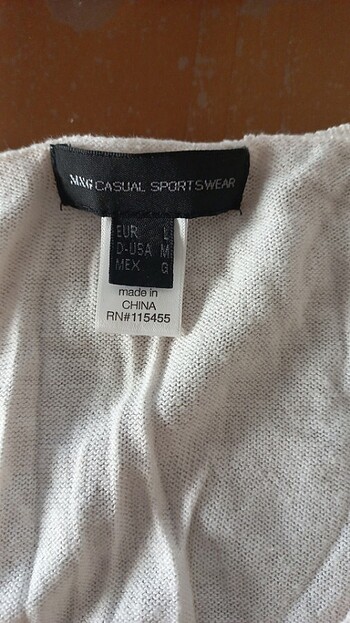 MNG CASUAL SPORTSWEAR
EUR L
D-USA M
MEX G
made in
CHINA
RN#115455